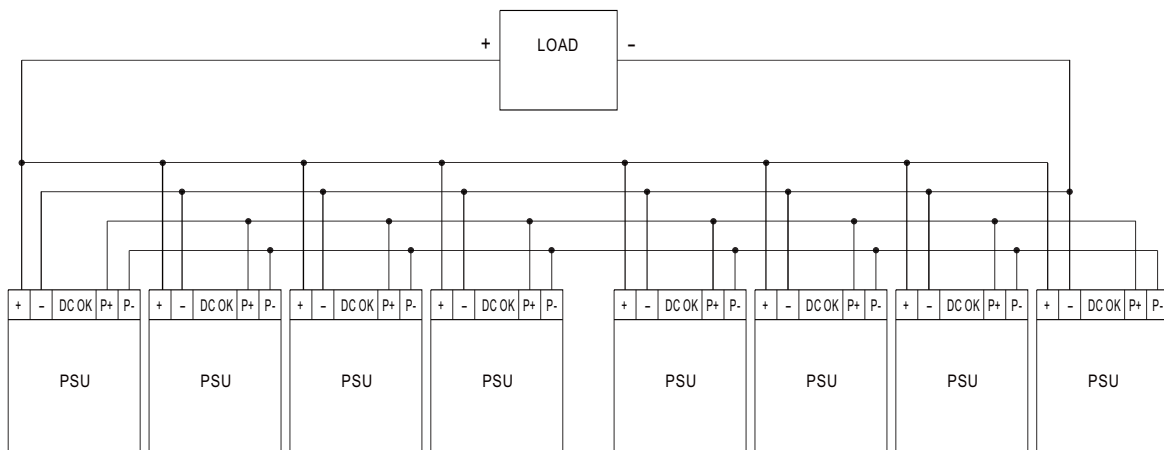 + LOAD –
+ – DC OK P+ P- + – DC OK P+ P- + – DC OK P+ P- + – DC OK P+ P- + – DC OK P+ P- + – DC OK P+ P- + – DC OK P+ P- + – DC OK P+ P-
PSU PSU PSU PSU PSU PSU PSU PSU